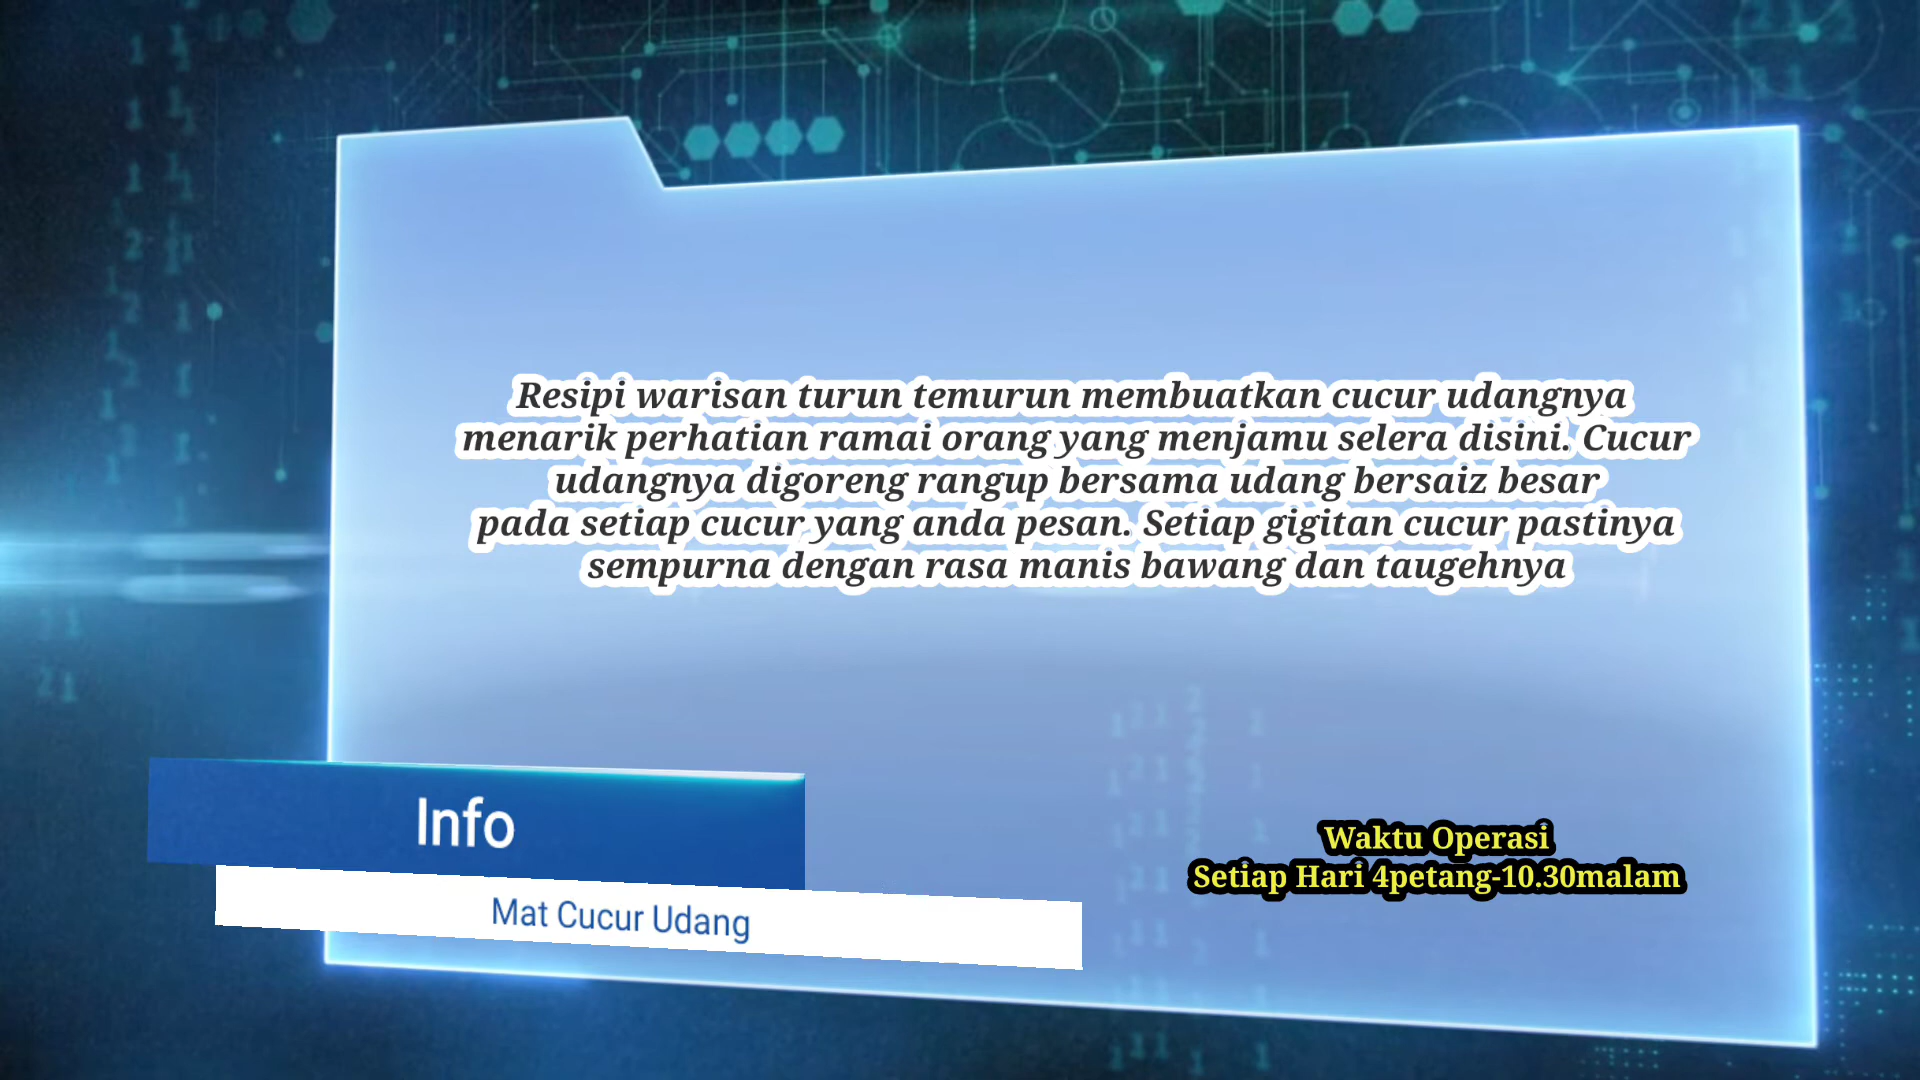 Resipi warisan turun temurun membuatkan cucur udangnya
menarik perhatian ramai orang yang menjamu selera disini. Cucur
udangnya digoreng rangup bersama udang bersaiz besar
pada setiap cucur yang anda pesan. Setiap gigitan cucur pastinya
sempurna dengan rasa manis bawang dan taugehnya
Info
Mat Cucur Udang
Waktu Operasi
Setiap Hari 4petang-10.30malam